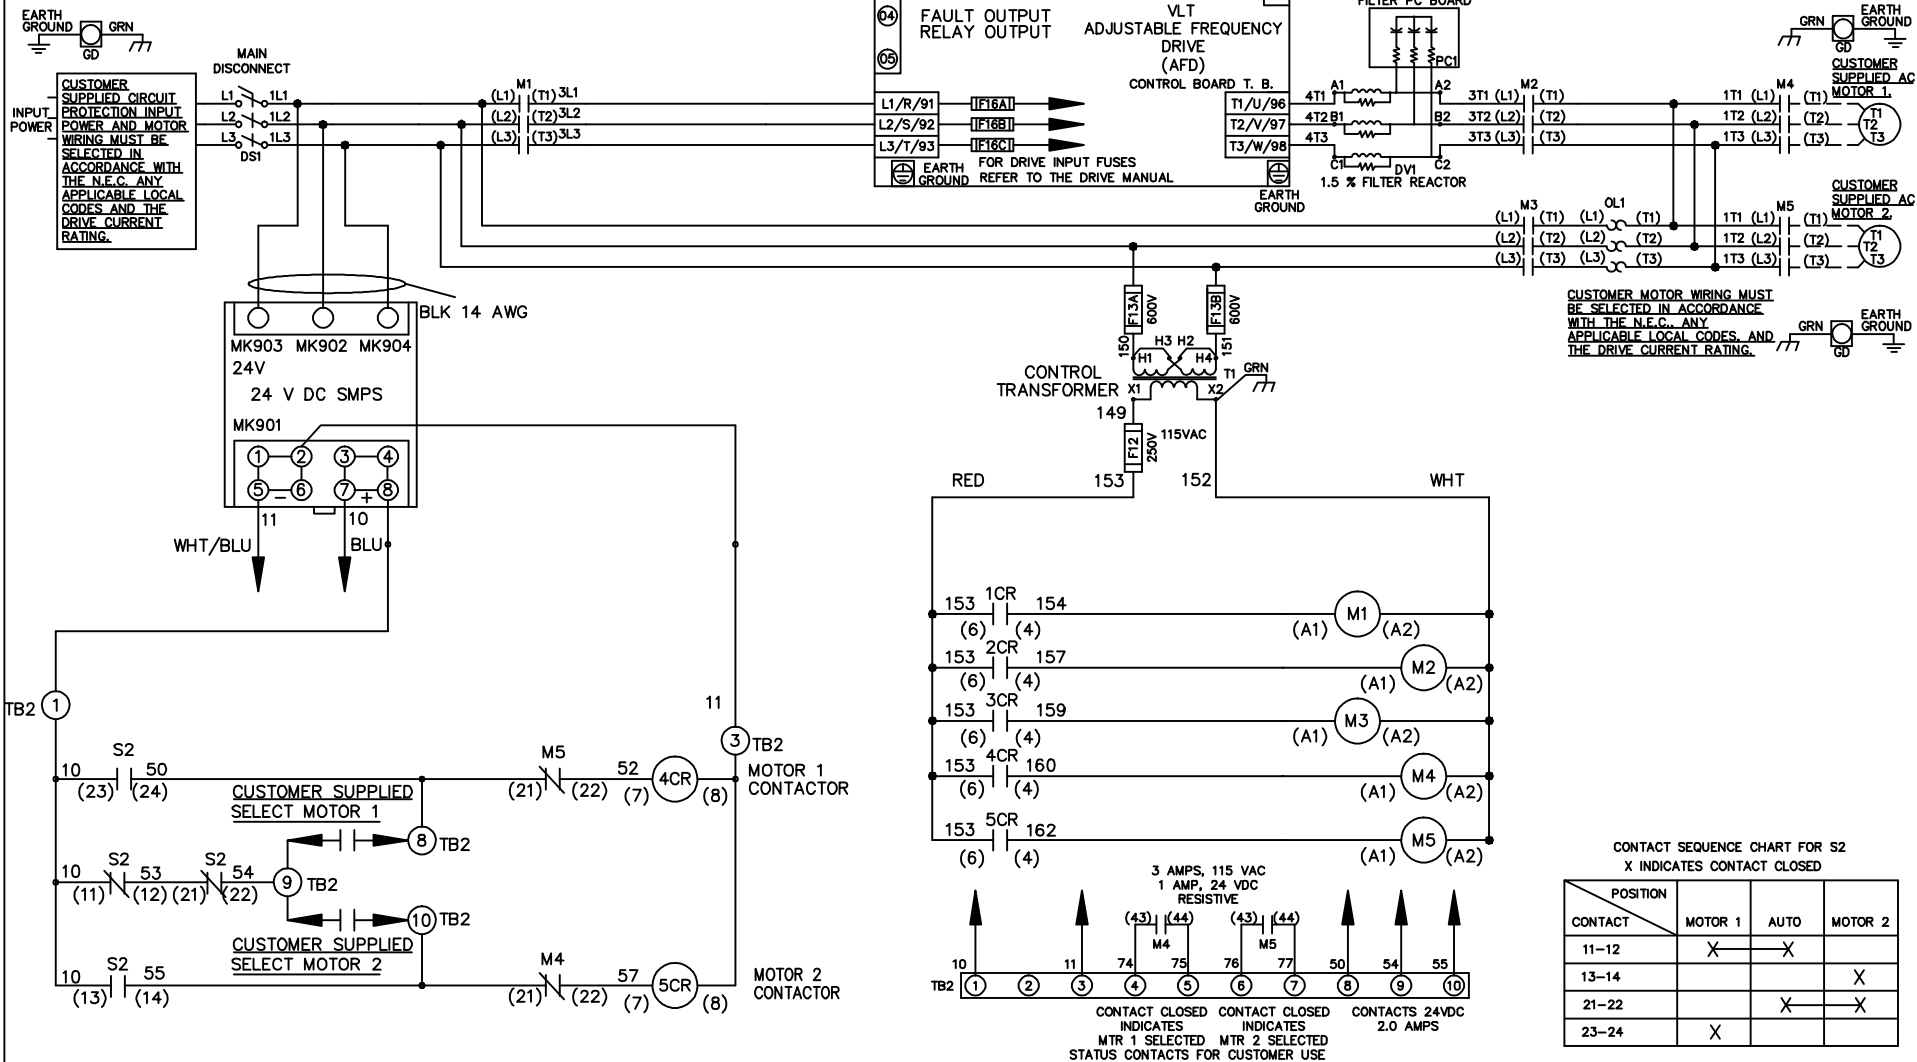 EARTH
GROUND
GRN
GD
INPUT
POWER
CUSTOMER
SUPPLIED CIRCUIT
PROTECTION INPUT
POWER AND MOTOR
WIRING MUST BE
SELECTED IN
ACCORDANCE WITH
THE N.E.C. ANY
APPLICABLE LOCAL
CODES AND THE
DRIVE CURRENT
RATING.
MAIN
DISCONNECT
L1 1L1
L2 1L2
L3 1L3
DS1
M1
(L1) (T1) 3L1
(L2) (T2) 3L2
(L3) (T3) 3L3
04 FAULT OUTPUT
RELAY OUTPUT
05
VLT
ADJUSTABLE FREQUENCY
DRIVE
(AFD)
CONTROL BOARD T. B.
L1/R/91 F16A T1/U/96
L2/S/92 F16B T2/V/97
L3/T/93 F16C T3/W/98
EARTH
GROUND
FOR DRIVE INPUT FUSES
REFER TO THE DRIVE MANUAL
EARTH
GROUND
FILTER PC BOARD
PC1
4T1 A1 A2
4T2 B1 B2
4T3 C1 C2
DV1
1.5 % FILTER REACTOR
M2
3T1 (L1) (T1)
3T2 (L2) (T2)
3T3 (L3) (T3)
M4
1T1 (L1) (T1)
1T2 (L2) (T2)
1T3 (L3) (T3)
GRN
GD
EARTH
GROUND
CUSTOMER
SUPPLIED AC
MOTOR 1.
T1
T2
T3
M3
(L1) (T1)
(L2) (T2)
(L3) (T3)
OL1
(L1) (T1)
(L2) (T2)
(L3) (T3)
M5
1T1 (L1) (T1)
1T2 (L2) (T2)
1T3 (L3) (T3)
CUSTOMER
SUPPLIED AC
MOTOR 2.
T1
T2
T3
CUSTOMER MOTOR WIRING MUST
BE SELECTED IN ACCORDANCE
WITH THE N.E.C., ANY
APPLICABLE LOCAL CODES, AND
THE DRIVE CURRENT RATING.
GRN
GD
EARTH
GROUND
BLK 14 AWG
MK903 MK902 MK904
24V
24 V DC SMPS
MK901
1 2 3 4
5 - 6 7 + 8
11 10
WHT/BLU BLU
F13A 600V
F13B 600V
150 H1 H3 H2 H4 151
CONTROL
TRANSFORMER
X1 X2 T1 GRN
149
F12 250V 115VAC
RED 153 152 WHT
153 1CR 154 M1
(6) (4) (A1) (A2)
153 2CR 157 M2
(6) (4) (A1) (A2)
153 3CR 159 M3
(6) (4) (A1) (A2)
153 4CR 160 M4
(6) (4) (A1) (A2)
153 5CR 162 M5
(6) (4) (A1) (A2)
TB2 1
11
3 TB2
10 S2 50 M5 52 4CR
(23) (24) (21) (22) (7) (8)
MOTOR 1
CONTACTOR
CUSTOMER SUPPLIED
SELECT MOTOR 1
8 TB2
10 S2 53 S2 54 9 TB2
(11) (12) (21) (22)
10 TB2
CUSTOMER SUPPLIED
SELECT MOTOR 2
10 S2 55 M4 57 5CR
(13) (14) (21) (22) (7) (8)
MOTOR 2
CONTACTOR
3 AMPS, 115 VAC
1 AMP, 24 VDC
RESISTIVE
(43) (44) (43) (44)
M4 M5
10 11 74 75 76 77 50 54 55
TB2 1 2 3 4 5 6 7 8 9 10
CONTACT CLOSED
INDICATES
MTR 1 SELECTED
CONTACT CLOSED
INDICATES
MTR 2 SELECTED
STATUS CONTACTS FOR CUSTOMER USE
CONTACTS 24VDC
2.0 AMPS
CONTACT SEQUENCE CHART FOR S2
X INDICATES CONTACT CLOSED
POSITION
CONTACT MOTOR 1 AUTO MOTOR 2
11-12 X X
13-14 X
21-22 X X
23-24 X